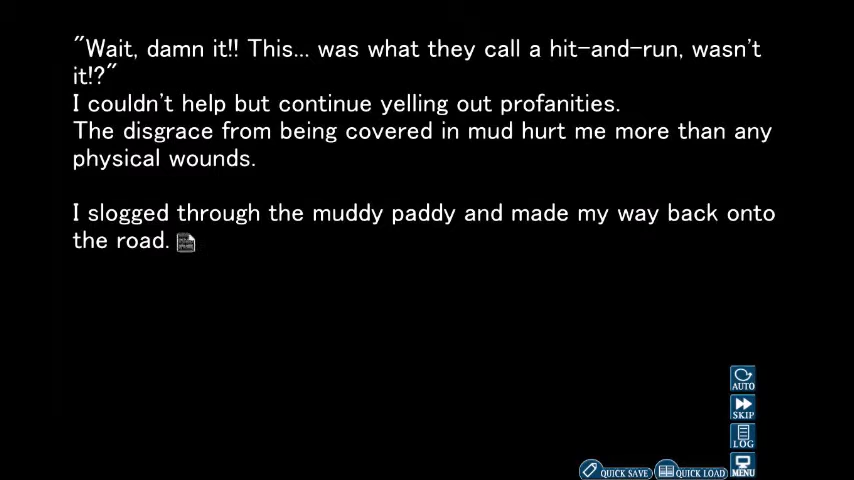 "Wait, damn it!! This... was what they call a hit-and-run, wasn't
it!?"
I couldn't help but continue yelling out profanities.
The disgrace from being covered in mud hurt me more than any
physical wounds.
I slogged through the muddy paddy and made my way back onto
the road.
AUTO
SKIP
LOG
MENU
QUICK SAVE
QUICK LOAD